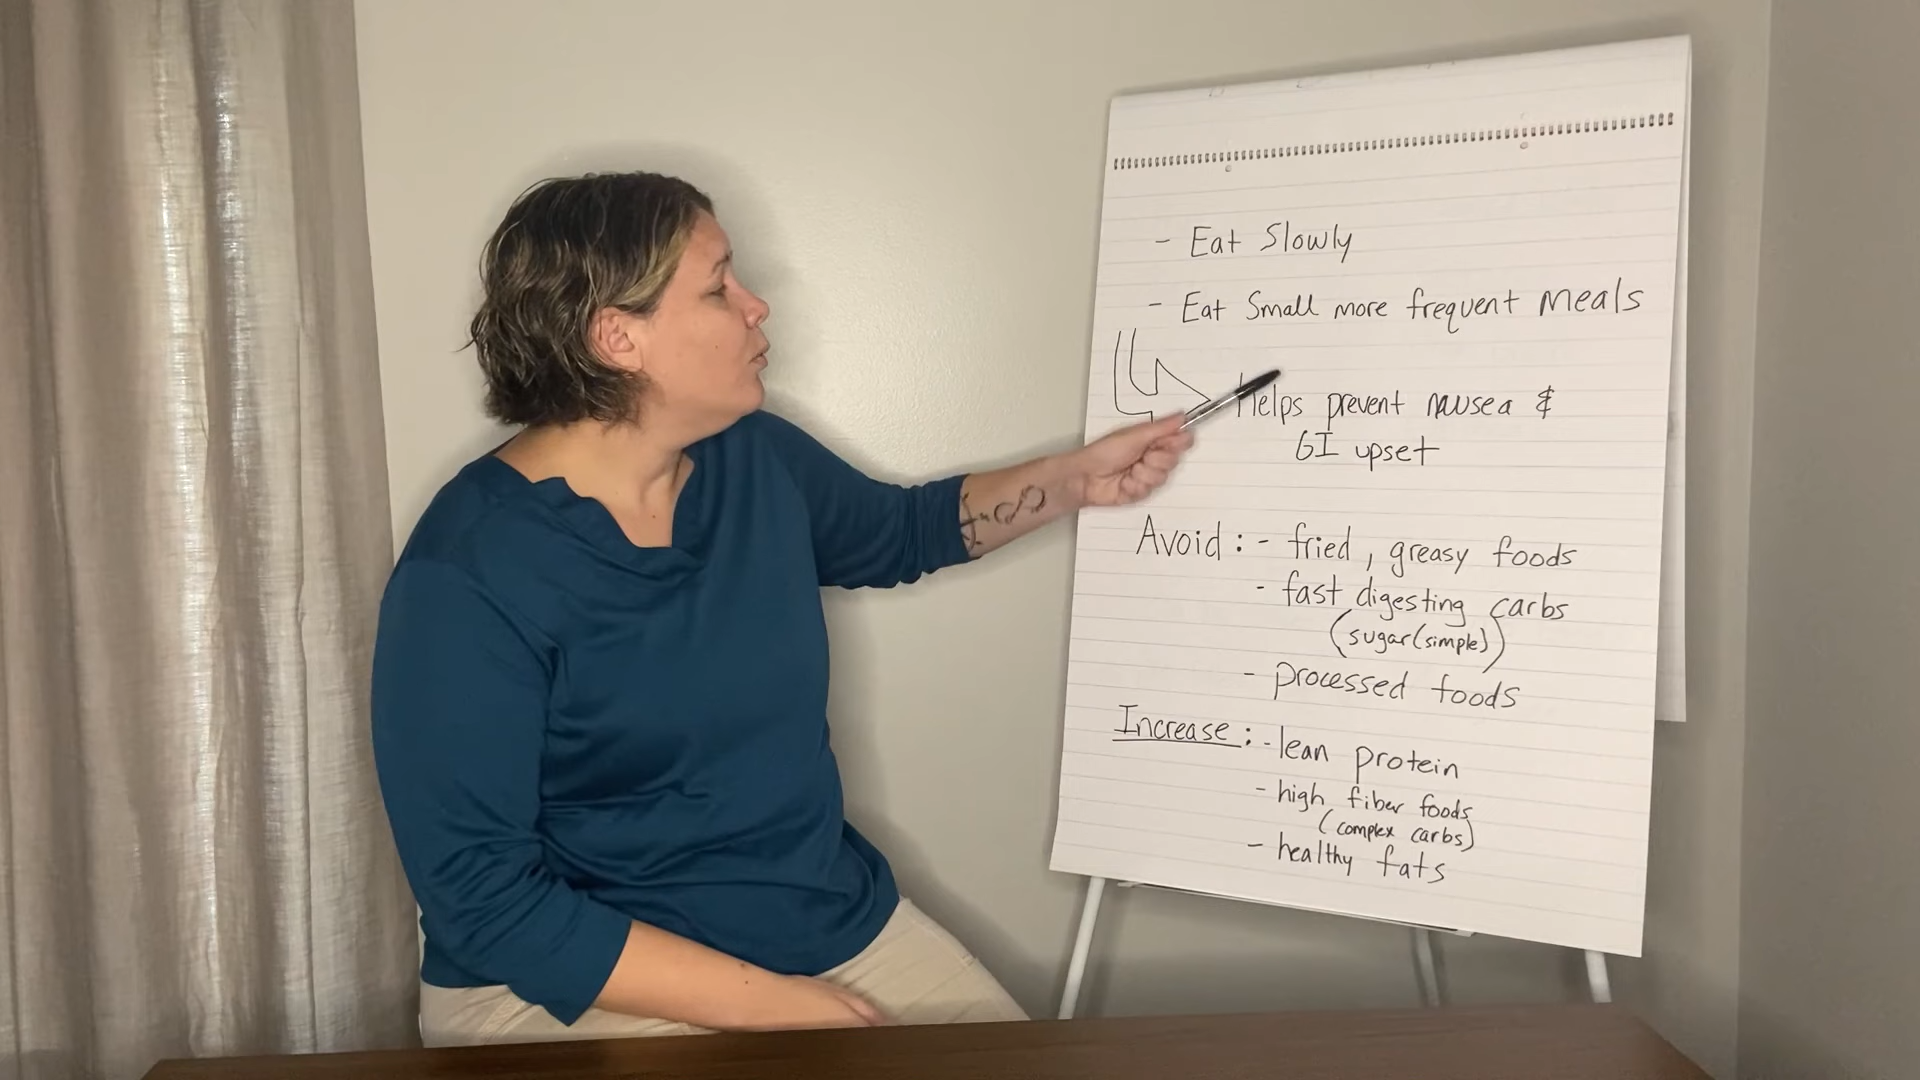 - Eat Slowly
- Eat Small more frequent meals
Helps prevent nausea &
GI upset
Avoid : - fried , greasy foods
- fast digesting carbs
(sugar(simple))
- processed foods
Increase : - lean protein
- high fiber foods
(complex carbs)
- healthy fats